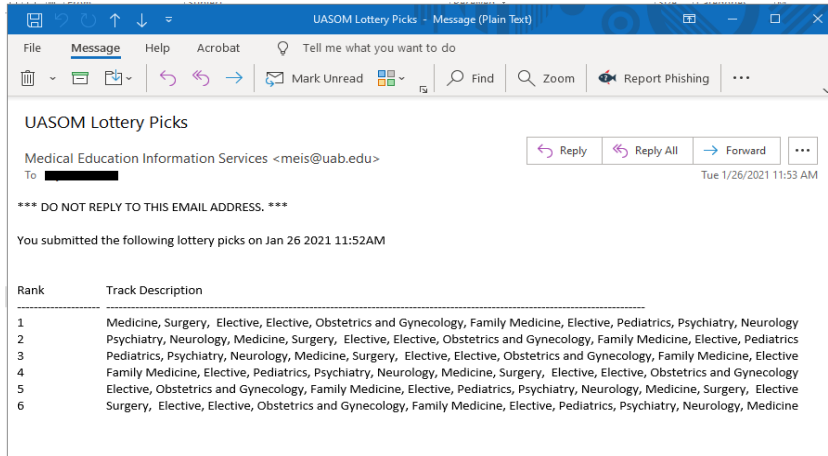 UASOM Lottery Picks - Message (Plain Text)
File Message Help Acrobat Tell me what you want to do
Mark Unread Find Zoom Report Phishing ...
UASOM Lottery Picks
Medical Education Information Services <meis@uab.edu>
Reply Reply All Forward ...
To
Tue 1/26/2021 11:53 AM
*** DO NOT REPLY TO THIS EMAIL ADDRESS. ***
You submitted the following lottery picks on Jan 26 2021 11:52AM
Rank Track Description
-------------------- --------------------------------------------------------------------------------------------------------------------------------
1 Medicine, Surgery, Elective, Elective, Obstetrics and Gynecology, Family Medicine, Elective, Pediatrics, Psychiatry, Neurology
2 Psychiatry, Neurology, Medicine, Surgery, Elective, Elective, Obstetrics and Gynecology, Family Medicine, Elective, Pediatrics
3 Pediatrics, Psychiatry, Neurology, Medicine, Surgery, Elective, Elective, Obstetrics and Gynecology, Family Medicine, Elective
4 Family Medicine, Elective, Pediatrics, Psychiatry, Neurology, Medicine, Surgery, Elective, Elective, Obstetrics and Gynecology
5 Elective, Obstetrics and Gynecology, Family Medicine, Elective, Pediatrics, Psychiatry, Neurology, Medicine, Surgery, Elective
6 Surgery, Elective, Elective, Obstetrics and Gynecology, Family Medicine, Elective, Pediatrics, Psychiatry, Neurology, Medicine